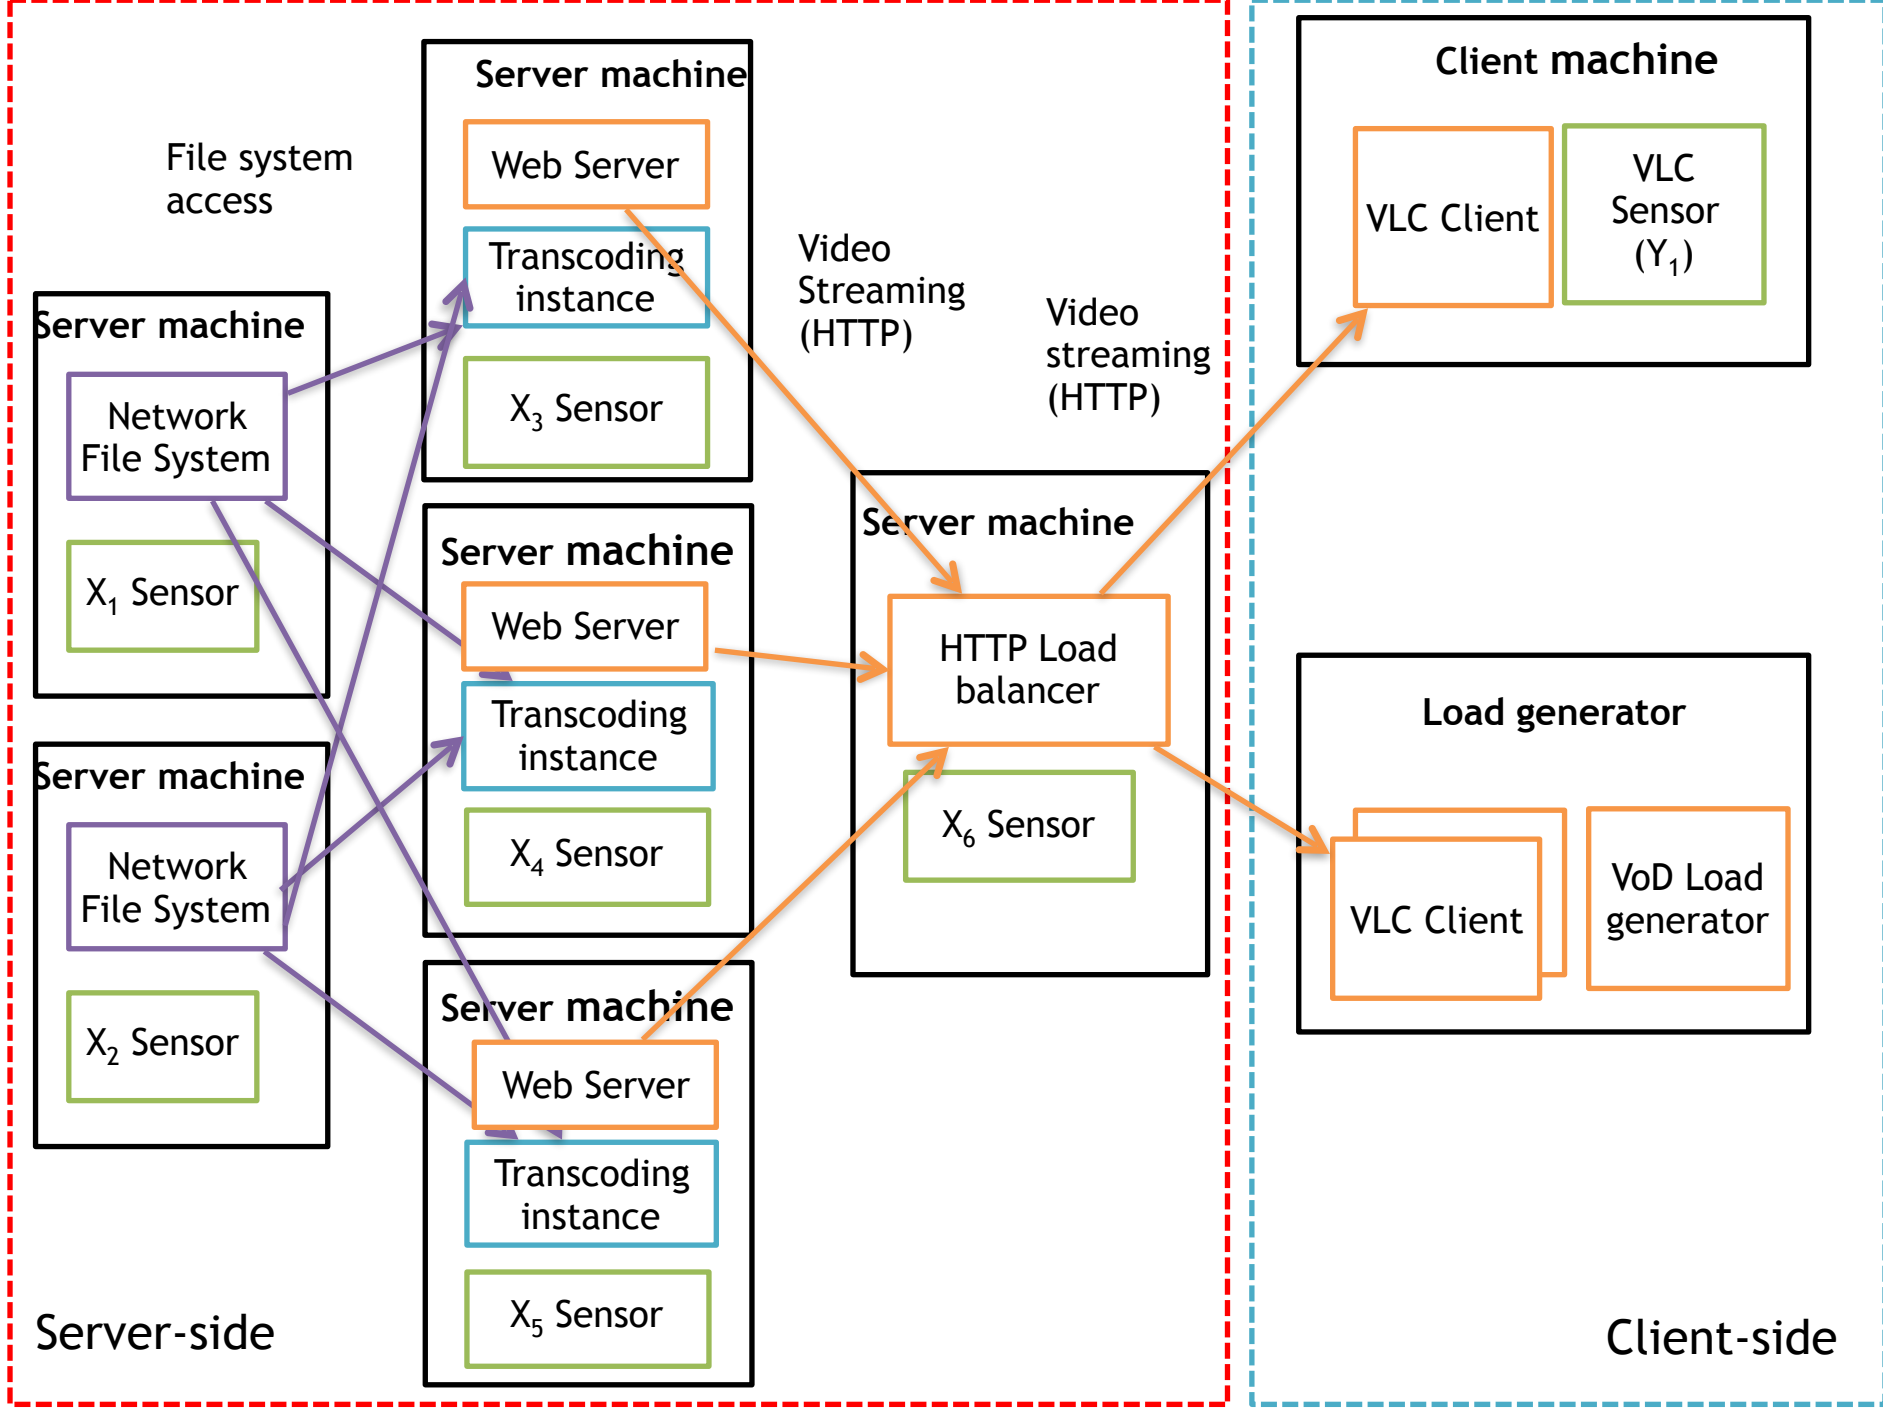 File system
access
Server machine
Network
File System
X1 Sensor
Server machine
Network
File System
X2 Sensor
Server machine
Web Server
Transcoding
instance
X3 Sensor
Server machine
Web Server
Transcoding
instance
X4 Sensor
Server machine
Web Server
Transcoding
instance
X5 Sensor
Video
Streaming
(HTTP)
Video
streaming
(HTTP)
Server machine
HTTP Load
balancer
X6 Sensor
Server-side
Client machine
VLC Client
VLC
Sensor
(Y1)
Load generator
VLC Client
VoD Load
generator
Client-side